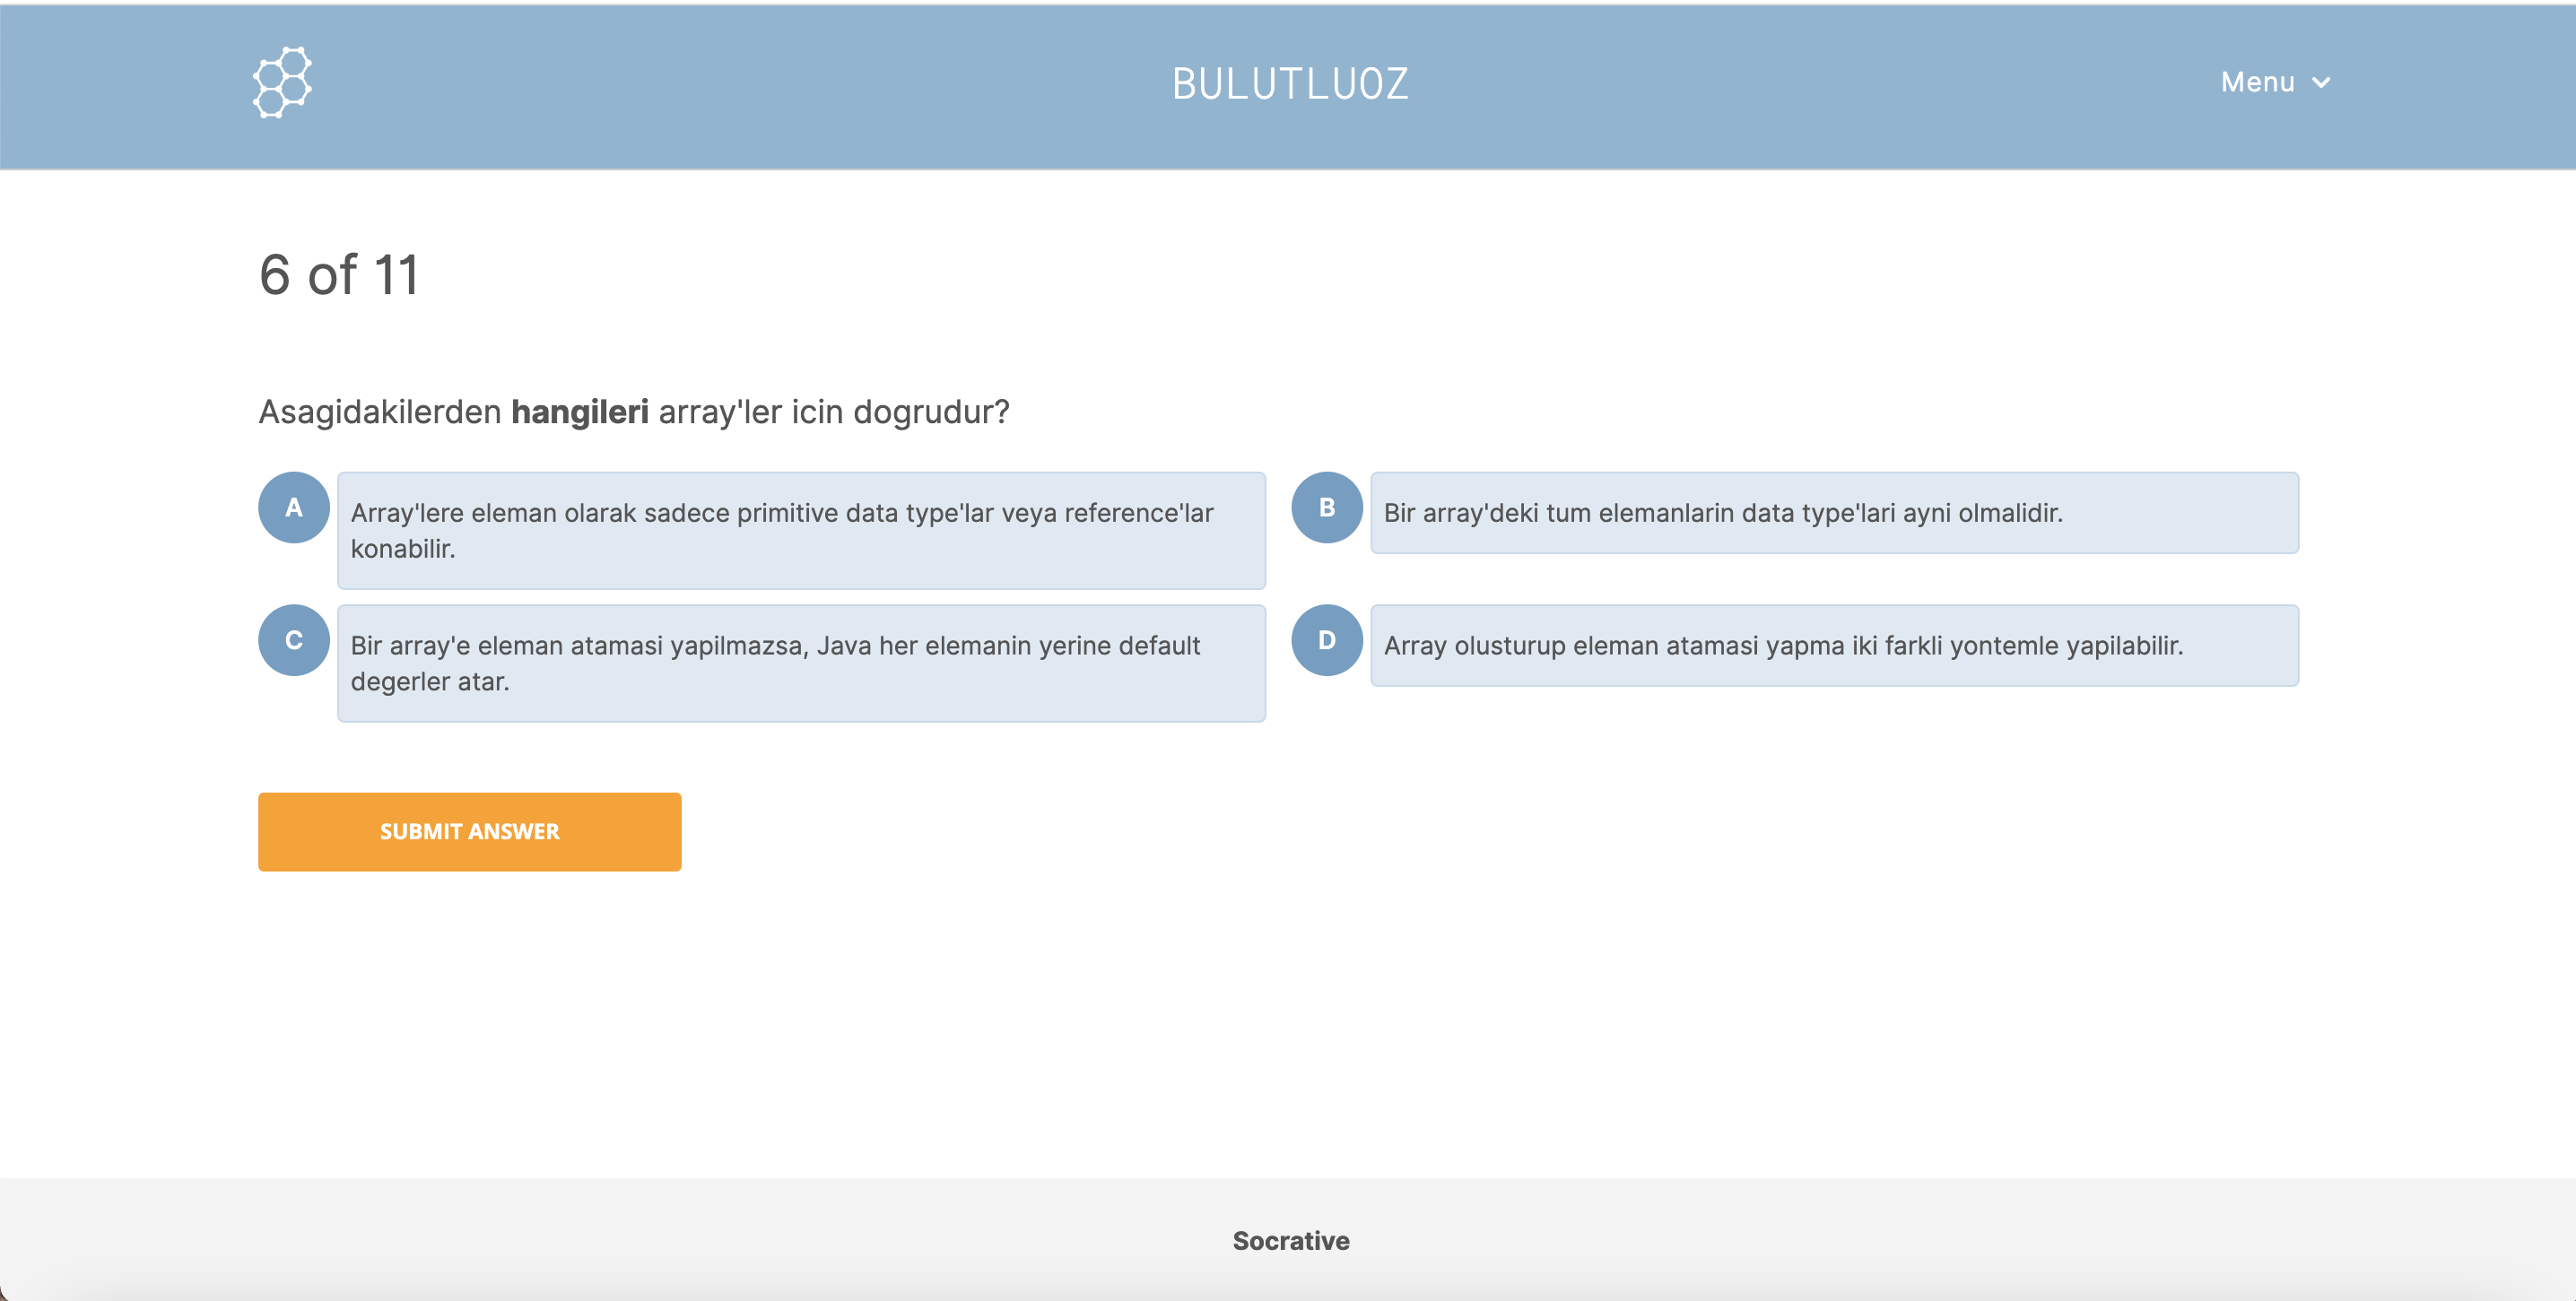 BULUTLUOZ
Menu
6 of 11
Asagidakilerden hangileri array'ler icin dogrudur?
A
Array'lere eleman olarak sadece primitive data type'lar veya reference'lar
konabilir.
B
Bir array'deki tum elemanlarin data type'lari ayni olmalidir.
C
Bir array'e eleman atamasi yapilmazsa, Java her elemanin yerine default
degerler atar.
D
Array olusturup eleman atamasi yapma iki farkli yontemle yapilabilir.
SUBMIT ANSWER
Socrative